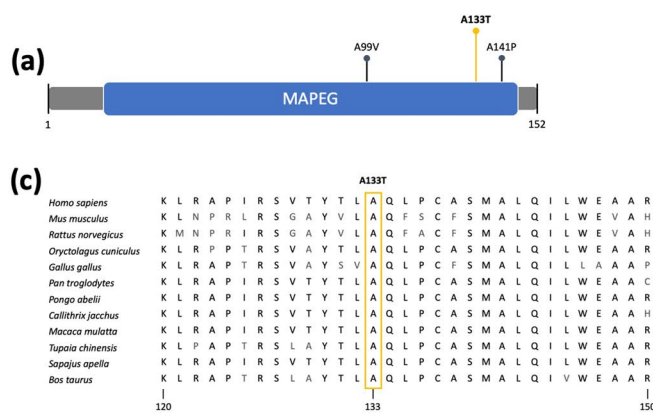 (a)
A133T
A99V
A141P
MAPEG
1
152
(c)
A133T
Homo sapiens K L R A P I R S V T Y T L A Q L P C A S M A L Q I L W E A A R
Mus musculus K L N P R L R S G A Y V L A Q F S C F S M A L Q I L W E V A H
Rattus norvegicus K M N P R I R S G A Y V L A Q F A C F S M A L Q I L W E V A H
Oryctolagus cuniculus K L R P P T R S V A Y T L A Q L P C A S M A L Q I L W E A A R
Gallus gallus K L R A P T R S V A Y S V A Q L P C F S M A L Q I L L A A A P
Pan troglodytes K L R A P I R S V T Y T L A Q L P C A S M A L Q I L W E A A C
Pongo abelii K L R A P I R S V T Y T L A Q L P C A S M A L Q I L W E A A R
Callithrix jacchus K L R A P I R S V T Y T L A Q L P C A S M A L Q I L W E A A H
Macaca mulatta K L R A P I R S V T Y T L A Q L P C A S M A L Q I L W E A A R
Tupaia chinensis K L P A P T R S L A Y T L A Q L P C A S M A L Q I L W E A A R
Sapajus apella K L R A P I R S V T Y T L A Q L P C A S M A L Q I L W E A A R
Bos taurus K L R A P T R S L A Y T L A Q L P C A S M A L Q I V W E A A R
120 133 150